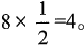 8 × 1/2 =4。